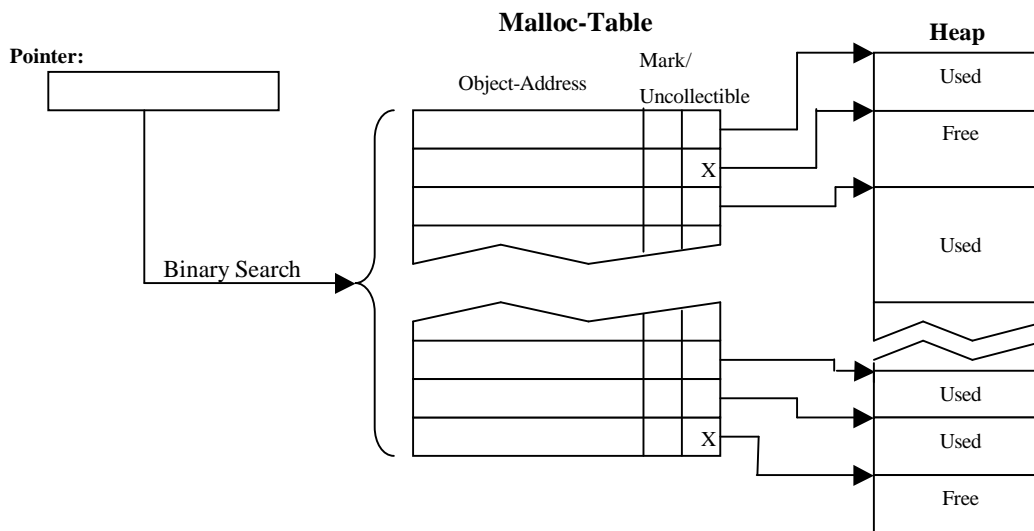 Malloc-Table
Heap
Pointer:
Mark/
Object-Address
Uncollectible
Used
Free
X
Used
Binary Search
Used
Used
X
Free